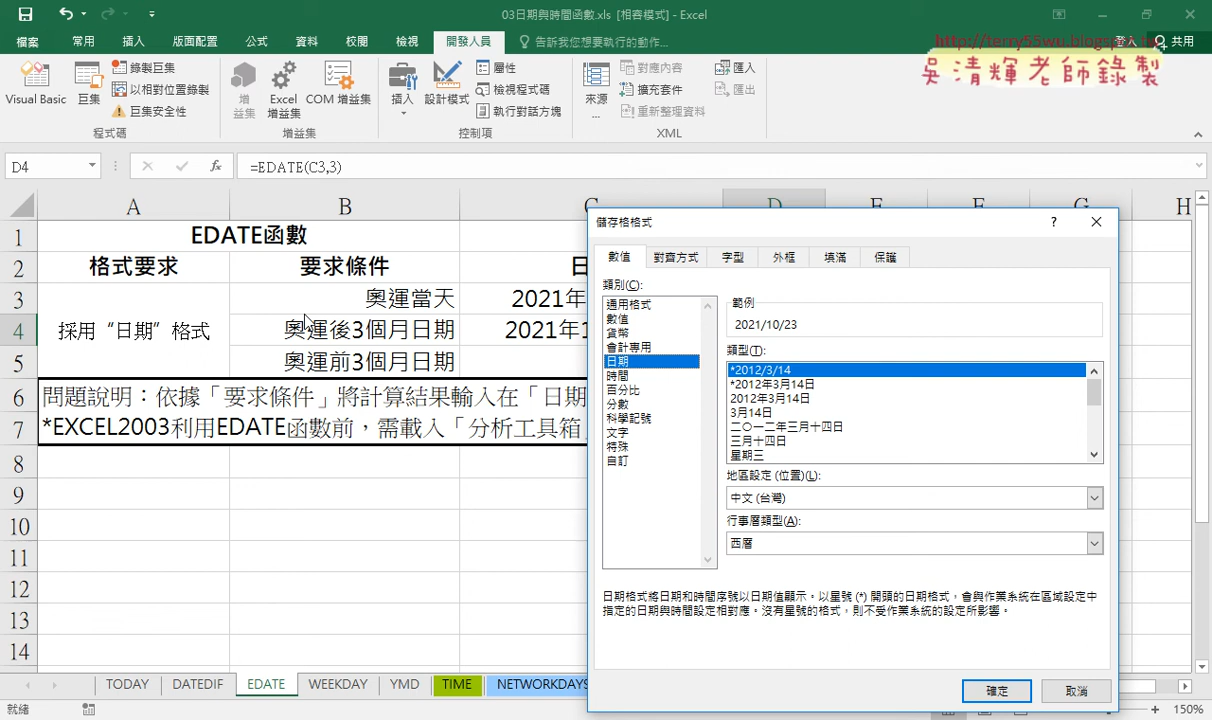 03日期與時間函數.xls [相容模式] - Excel
http://terry55wu.blogspot.tw
登入 共用
吳清輝老師錄製
檔案 常用 插入 版面配置 公式 資料 校閱 檢視 開發人員 告訴我您想要執行的動作...
Visual Basic
巨集
錄製巨集
以相對位置錄製
巨集安全性
程式碼
增益集
Excel 增益集
COM 增益集
增益集
插入
設計模式
屬性
檢視程式碼
執行對話方塊
控制項
來源...
對應內容
擴充套件
重新整理資料
匯入
匯出
XML
D4
fx
=EDATE(C3,3)
A B C D E F G H
1 EDATE函數
2 格式要求 要求條件 日
3 奧運當天 2021年
4 採用“日期”格式 奧運後3個月日期 2021年1
5 奧運前3個月日期
6 問題說明：依據「要求條件」將計算結果輸入在「日期
7 *EXCEL2003利用EDATE函數前，需載入「分析工具箱」
8
9
10
11
12
13
14
儲存格格式
?
數值 對齊方式 字型 外框 填滿 保護
類別(C):
通用格式
數值
貨幣
會計專用
日期
時間
百分比
分數
科學記號
文字
特殊
自訂
範例
2021/10/23
類型(T):
*2012/3/14
*2012年3月14日
2012年3月14日
3月14日
二○一二年三月十四日
三月十四日
星期三
地區設定 (位置)(L):
中文 (台灣)
行事曆類型(A):
西曆
日期格式將日期和時間序號以日期值顯示。以星號 (*) 開頭的日期格式，會與作業系統在區域設定中
指定的日期與時間設定相對應。沒有星號的格式，則不受作業系統的設定所影響。
確定 取消
TODAY DATEDIF EDATE WEEKDAY YMD TIME NETWORKDAYS
就緒
150%